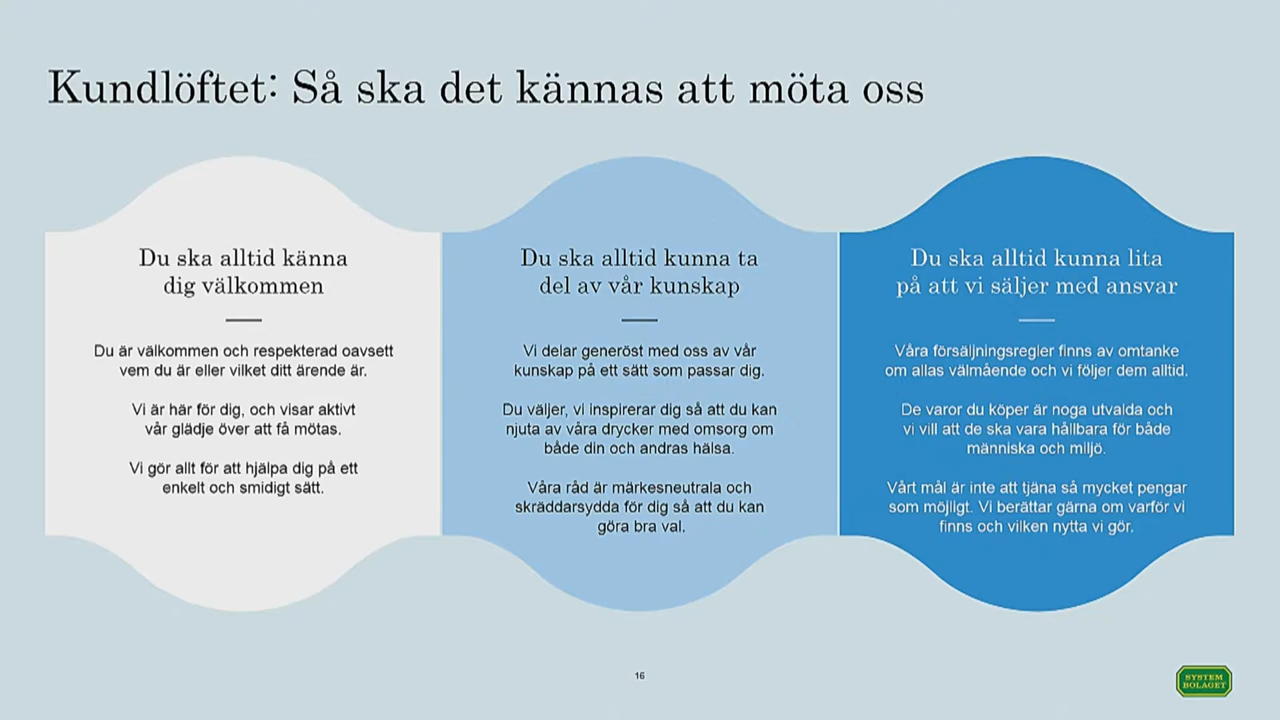 Kundlöftet: Så ska det kännas att möta oss
Du ska alltid känna
dig välkommen
Du är välkommen och respekterad oavsett
vem du är eller vilket ditt ärende är.
Vi är här för dig, och visar aktivt
vår glädje över att få mötas.
Vi gör allt för att hjälpa dig på ett
enkelt och smidigt sätt.
Du ska alltid kunna ta
del av vår kunskap
Vi delar generöst med oss av vår
kunskap på ett sätt som passar dig.
Du väljer, vi inspirerar dig så att du kan
njuta av våra drycker med omsorg om
både din och andras hälsa.
Våra råd är märkesneutrala och
skräddarsydda för dig så att du kan
göra bra val.
Du ska alltid kunna lita
på att vi säljer med ansvar
Våra försäljningsregler finns av omtanke
om allas välmående och vi följer dem alltid.
De varor du köper är noga utvalda och
vi vill att de ska vara hållbara för både
människa och miljö.
Vårt mål är inte att tjäna så mycket pengar
som möjligt. Vi berättar gärna om varför vi
finns och vilken nytta vi gör.
16
SYSTEM
BOLAGET